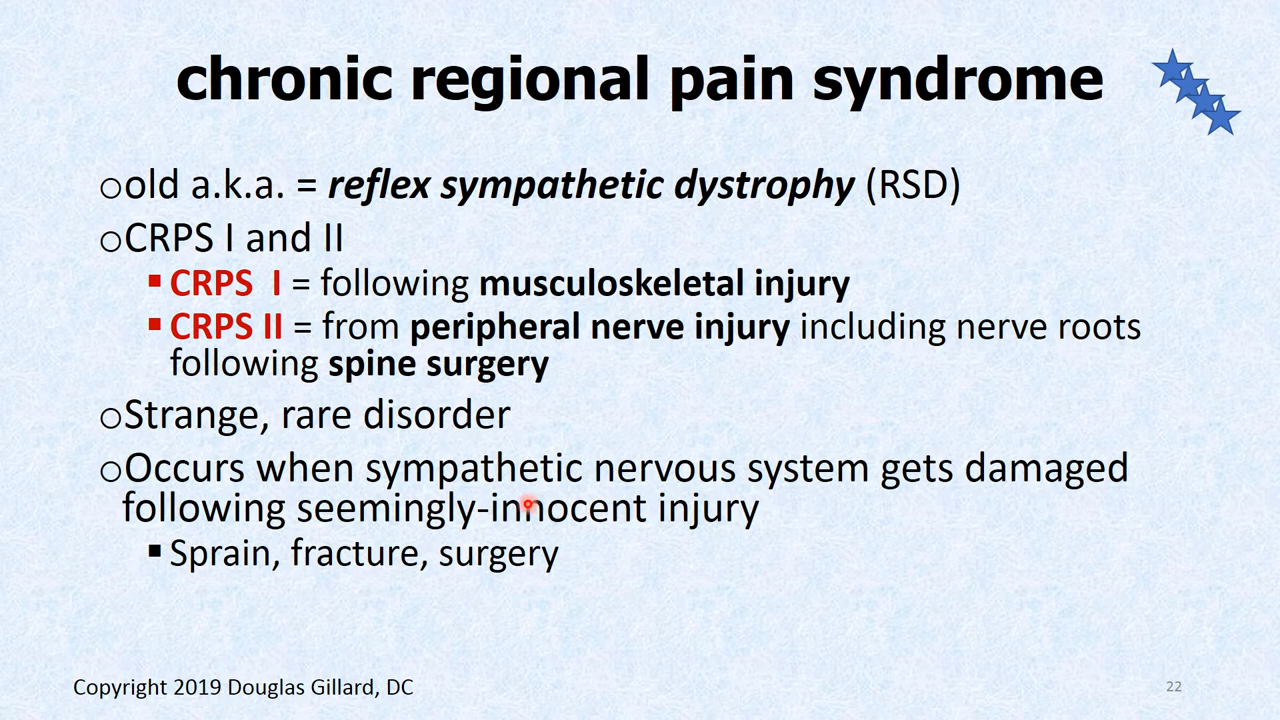 chronic regional pain syndrome
old a.k.a. = reflex sympathetic dystrophy (RSD)
CRPS I and II
CRPS I = following musculoskeletal injury
CRPS II = from peripheral nerve injury including nerve roots
following spine surgery
Strange, rare disorder
Occurs when sympathetic nervous system gets damaged
following seemingly-innocent injury
Sprain, fracture, surgery
Copyright 2019 Douglas Gillard, DC
22